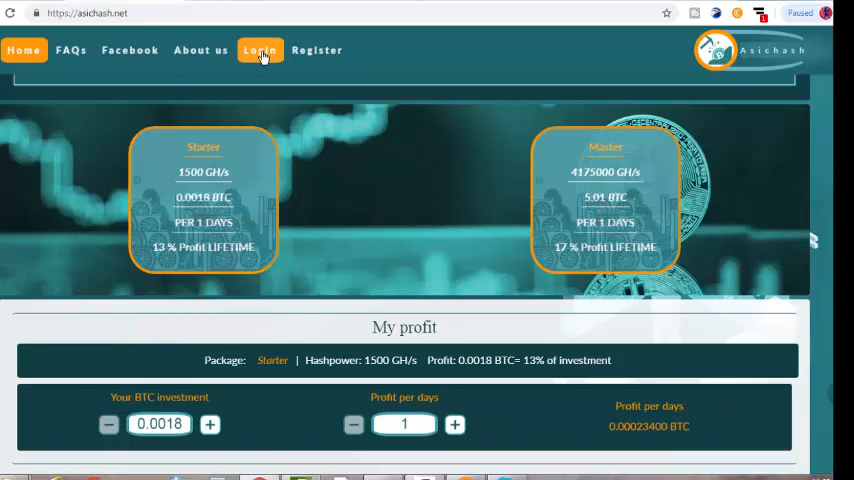 https://asichash.net
Paused
1
Home FAQs Facebook About us Login Register
Asichash
Starter
1500 GH/s
0.0018 BTC
PER 1 DAYS
13 % Profit LIFETIME
Master
4175000 GH/s
5.01 BTC
PER 1 DAYS
17 % Profit LIFETIME
My profit
Package: Starter | Hashpower: 1500 GH/s Profit: 0.0018 BTC= 13% of investment
Your BTC investment
− 0.0018 +
Profit per days
− 1 +
Profit per days
0.00023400 BTC